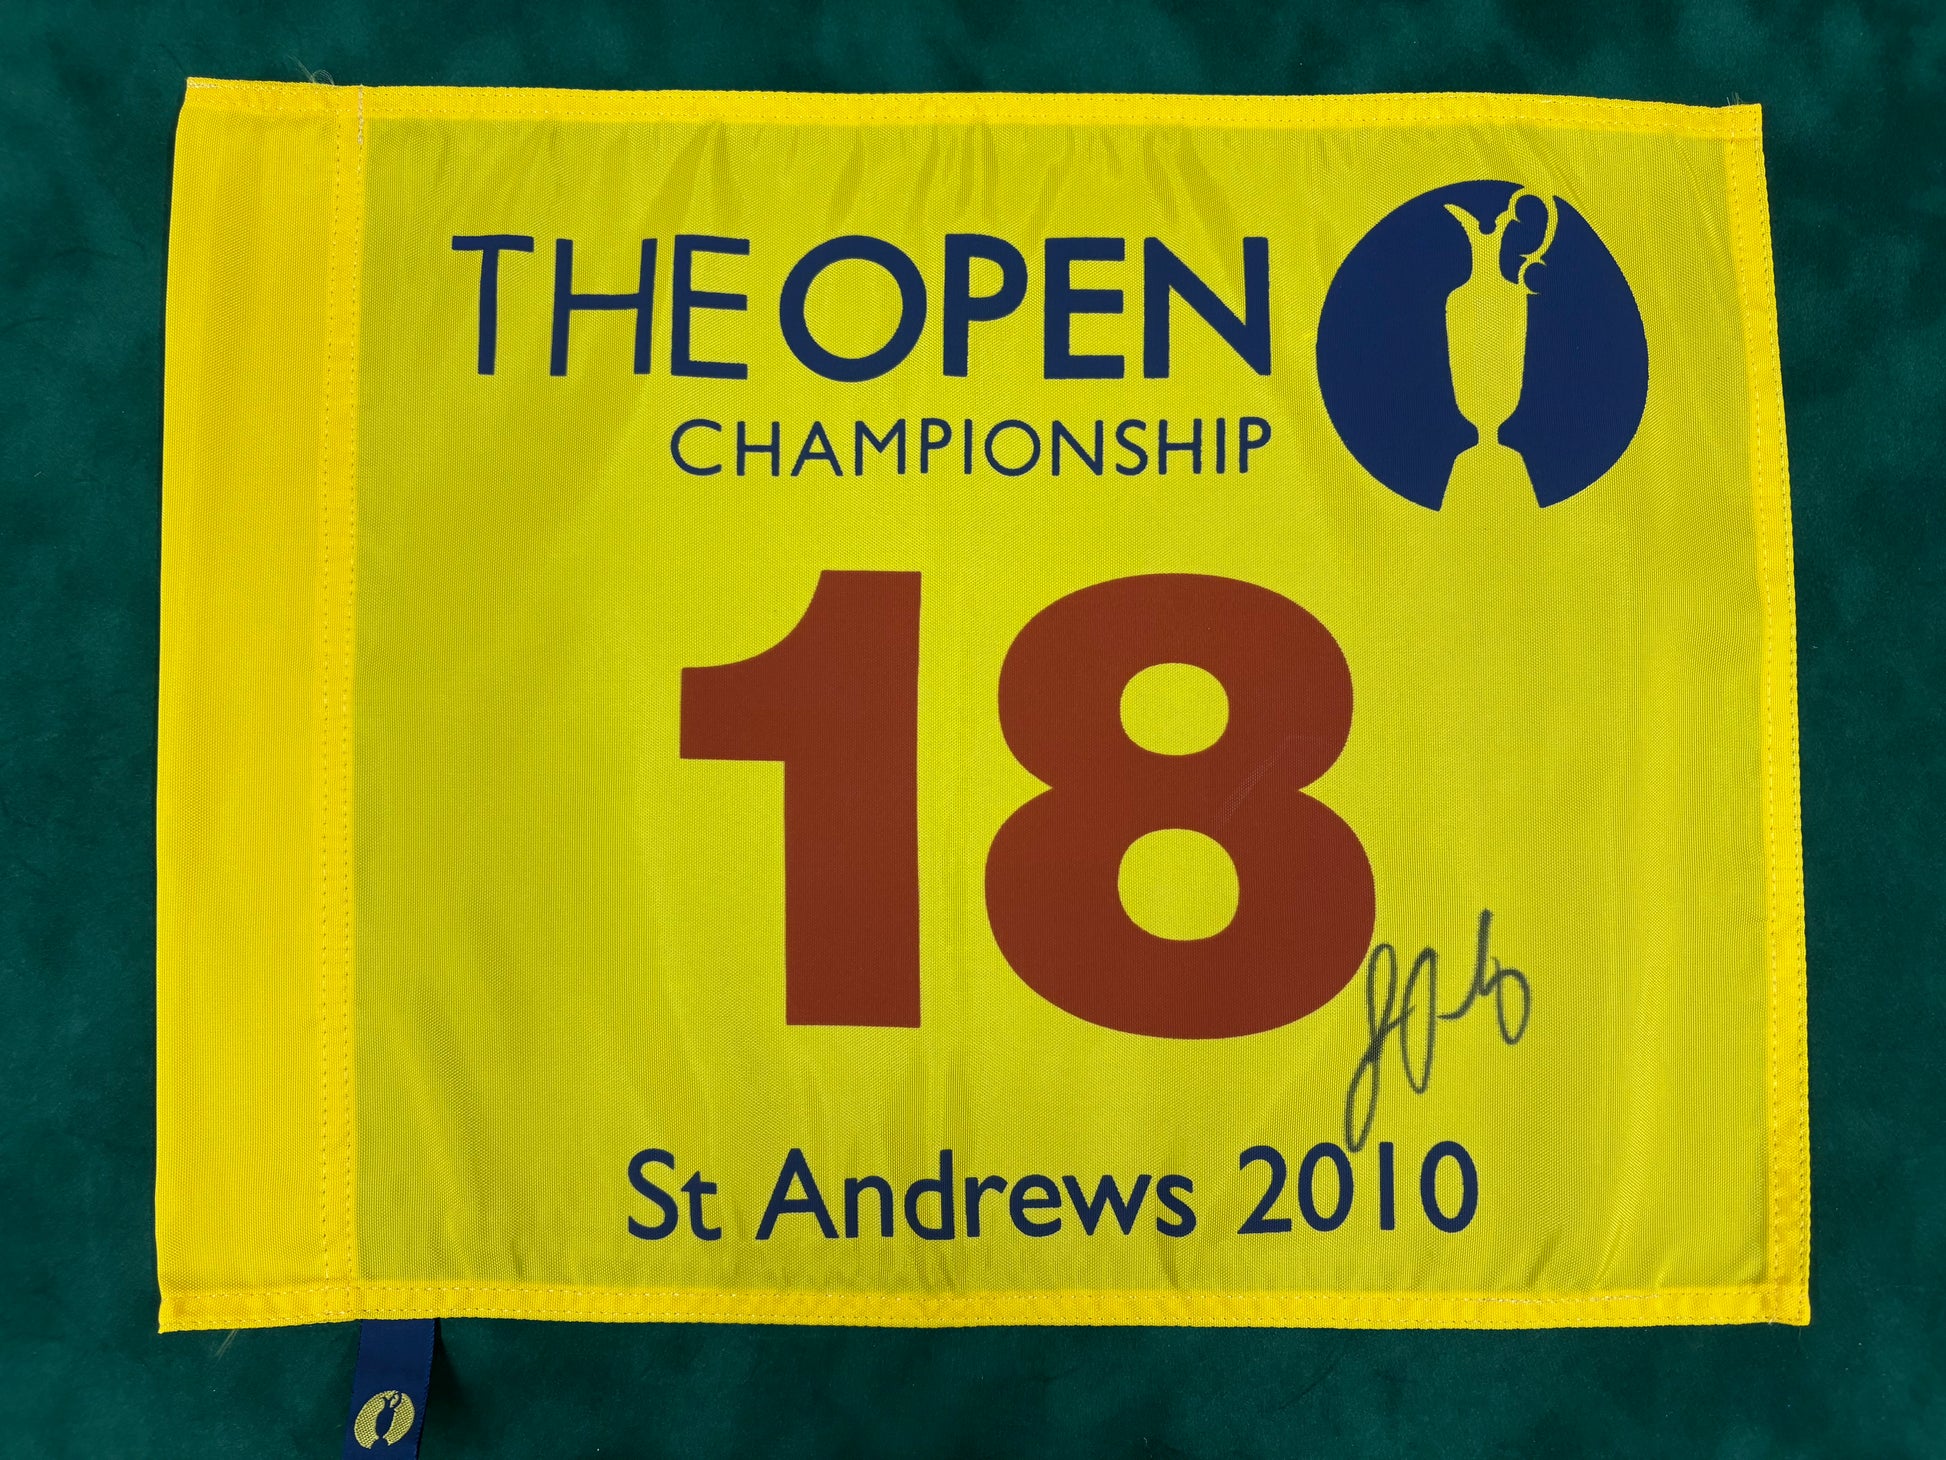 THE OPEN
CHAMPIONSHIP
18
St Andrews 2010